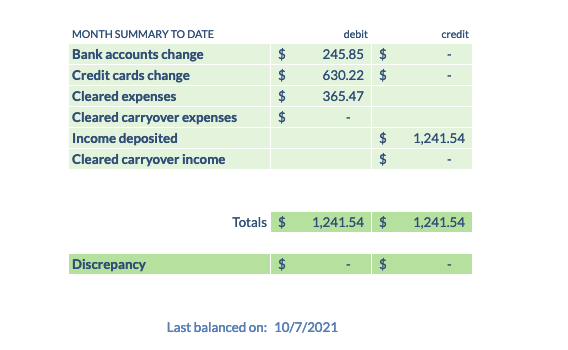 MONTH SUMMARY TO DATE debit credit
Bank accounts change $ 245.85 $ -
Credit cards change $ 630.22 $ -
Cleared expenses $ 365.47
Cleared carryover expenses $ -
Income deposited $ 1,241.54
Cleared carryover income $ -
Totals $ 1,241.54 $ 1,241.54
Discrepancy $ - $ -
Last balanced on: 10/7/2021